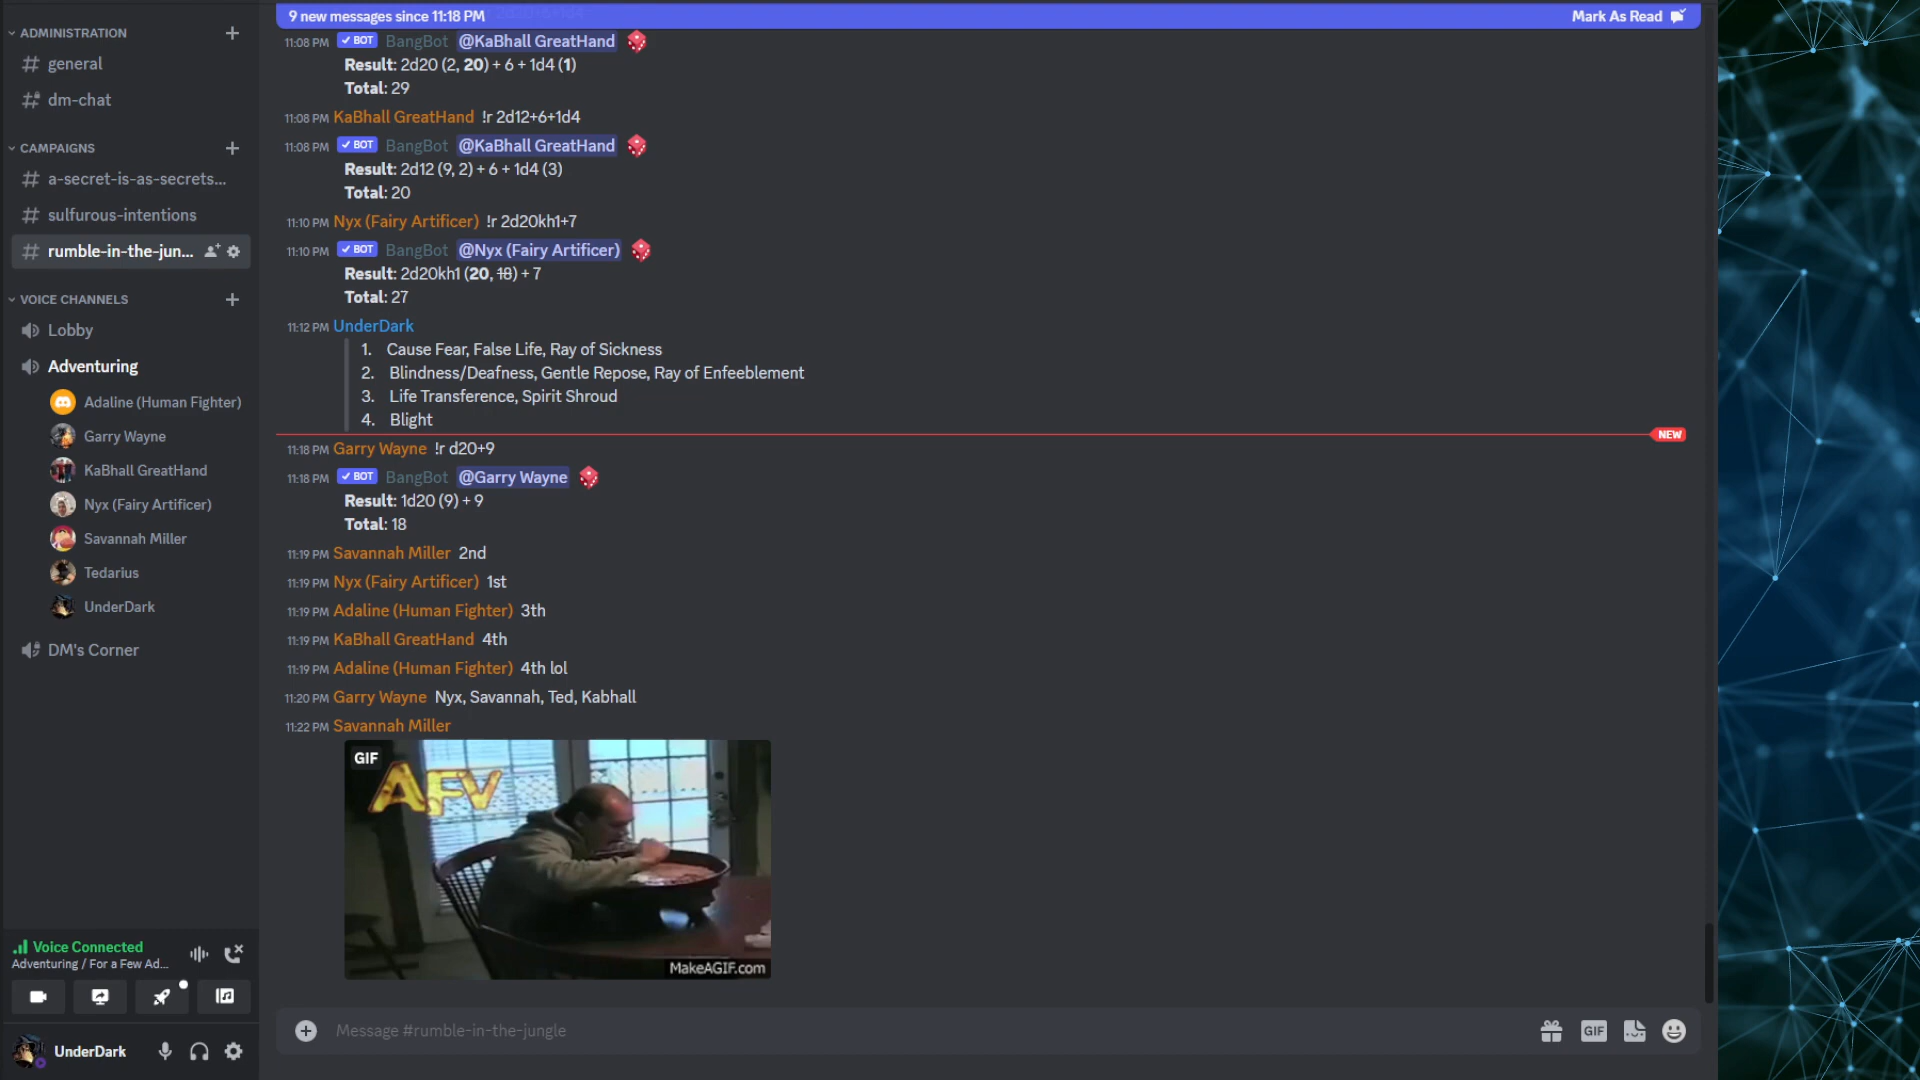 ADMINISTRATION
general
dm-chat
CAMPAIGNS
a-secret-is-as-secrets...
sulfurous-intentions
rumble-in-the-jun...
VOICE CHANNELS
Lobby
Adventuring
Adaline (Human Fighter)
Garry Wayne
KaBhall GreatHand
Nyx (Fairy Artificer)
Savannah Miller
Tedarius
UnderDark
DM's Corner
Voice Connected
Adventuring / For a Few Ad...
UnderDark
9 new messages since 11:18 PM
Mark As Read
11:08 PM BOT BangBot @KaBhall GreatHand
Result: 2d20 (2, 20) + 6 + 1d4 (1)
Total: 29
11:08 PM KaBhall GreatHand !r 2d12+6+1d4
11:08 PM BOT BangBot @KaBhall GreatHand
Result: 2d12 (9, 2) + 6 + 1d4 (3)
Total: 20
11:10 PM Nyx (Fairy Artificer) !r 2d20kh1+7
11:10 PM BOT BangBot @Nyx (Fairy Artificer)
Result: 2d20kh1 (20, 18) + 7
Total: 27
11:12 PM UnderDark
1. Cause Fear, False Life, Ray of Sickness
2. Blindness/Deafness, Gentle Repose, Ray of Enfeeblement
3. Life Transference, Spirit Shroud
4. Blight
NEW
11:18 PM Garry Wayne !r d20+9
11:18 PM BOT BangBot @Garry Wayne
Result: 1d20 (9) + 9
Total: 18
11:19 PM Savannah Miller 2nd
11:19 PM Nyx (Fairy Artificer) 1st
11:19 PM Adaline (Human Fighter) 3th
11:19 PM KaBhall GreatHand 4th
11:19 PM Adaline (Human Fighter) 4th lol
11:20 PM Garry Wayne Nyx, Savannah, Ted, Kabhall
11:22 PM Savannah Miller
GIF
AFV
MakeAGIF.com
Message #rumble-in-the-jungle
GIF